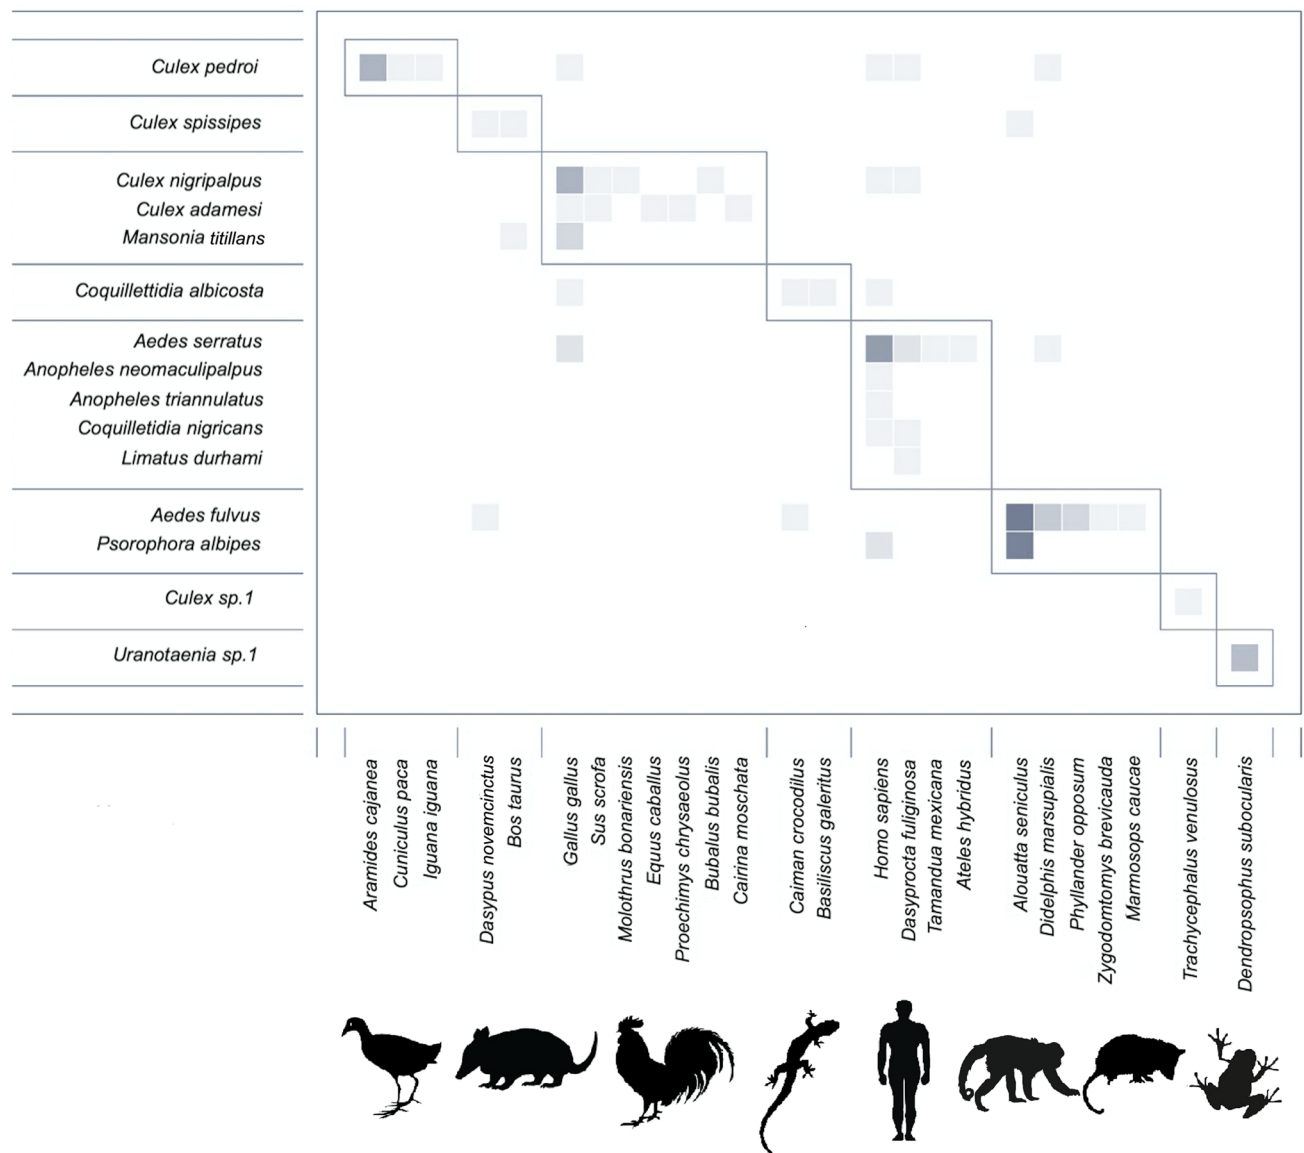 Culex pedroi
Culex spissipes
Culex nigripalpus
Culex adamesi
Mansonia titillans
Coquillettidia albicosta
Aedes serratus
Anopheles neomaculipalpus
Anopheles triannulatus
Coquilletidia nigricans
Limatus durhami
Aedes fulvus
Psorophora albipes
Culex sp.1
Uranotaenia sp.1
Aramides cajanea
Cuniculus paca
Iguana iguana
Dasypus novemcinctus
Bos taurus
Gallus gallus
Sus scrofa
Molothrus bonariensis
Equus caballus
Proechimys chrysaeolus
Bubalus bubalis
Cairina moschata
Caiman crocodilus
Basiliscus galeritus
Homo sapiens
Dasyprocta fuliginosa
Tamandua mexicana
Ateles hybridus
Alouatta seniculus
Didelphis marsupialis
Phyllander opposum
Zygodomtomys brevicauda
Marmosops caucae
Trachycephalus venulosus
Dendropsophus subocularis